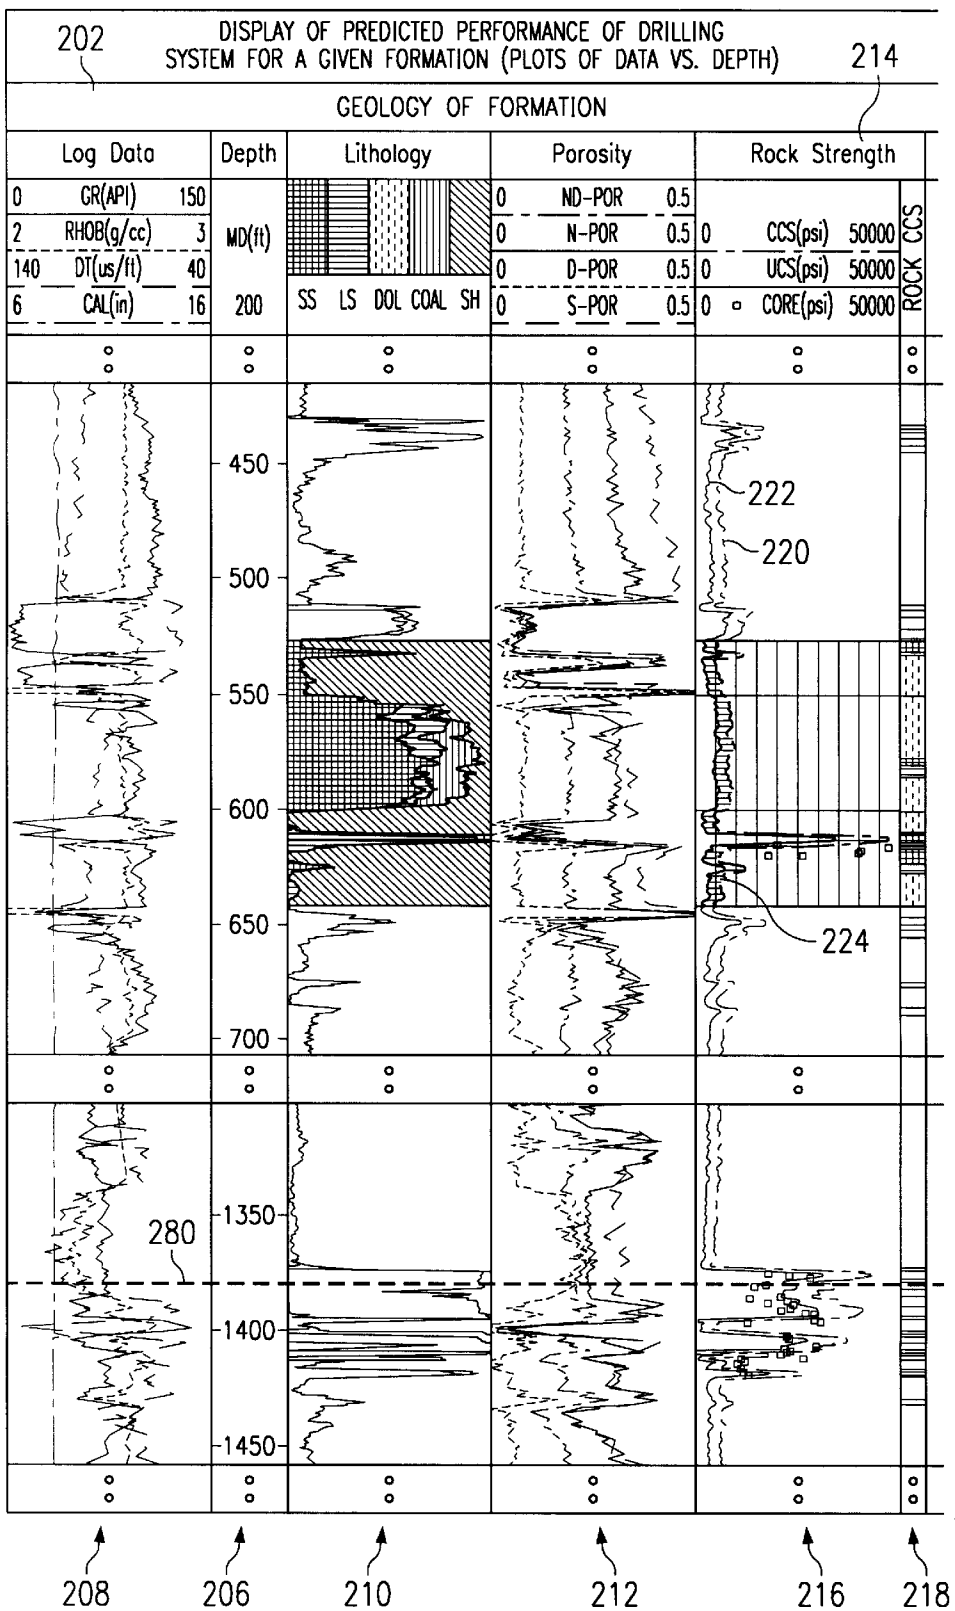 202
DISPLAY OF PREDICTED PERFORMANCE OF DRILLING
SYSTEM FOR A GIVEN FORMATION (PLOTS OF DATA VS. DEPTH)
214
GEOLOGY OF FORMATION
Log Data Depth Lithology Porosity Rock Strength
0 GR(API) 150
2 RHOB(g/cc) 3
140 DT(us/ft) 40
6 CAL(in) 16
MD(ft)
200
SS LS DOL COAL SH
0 ND-POR 0.5
0 N-POR 0.5
0 D-POR 0.5
0 S-POR 0.5
0 CCS(psi) 50000
0 UCS(psi) 50000
0 CORE(psi) 50000
ROCK CCS
450
222
220
500
550
600
650
224
700
1350
280
1400
1450
208 206 210 212 216 218